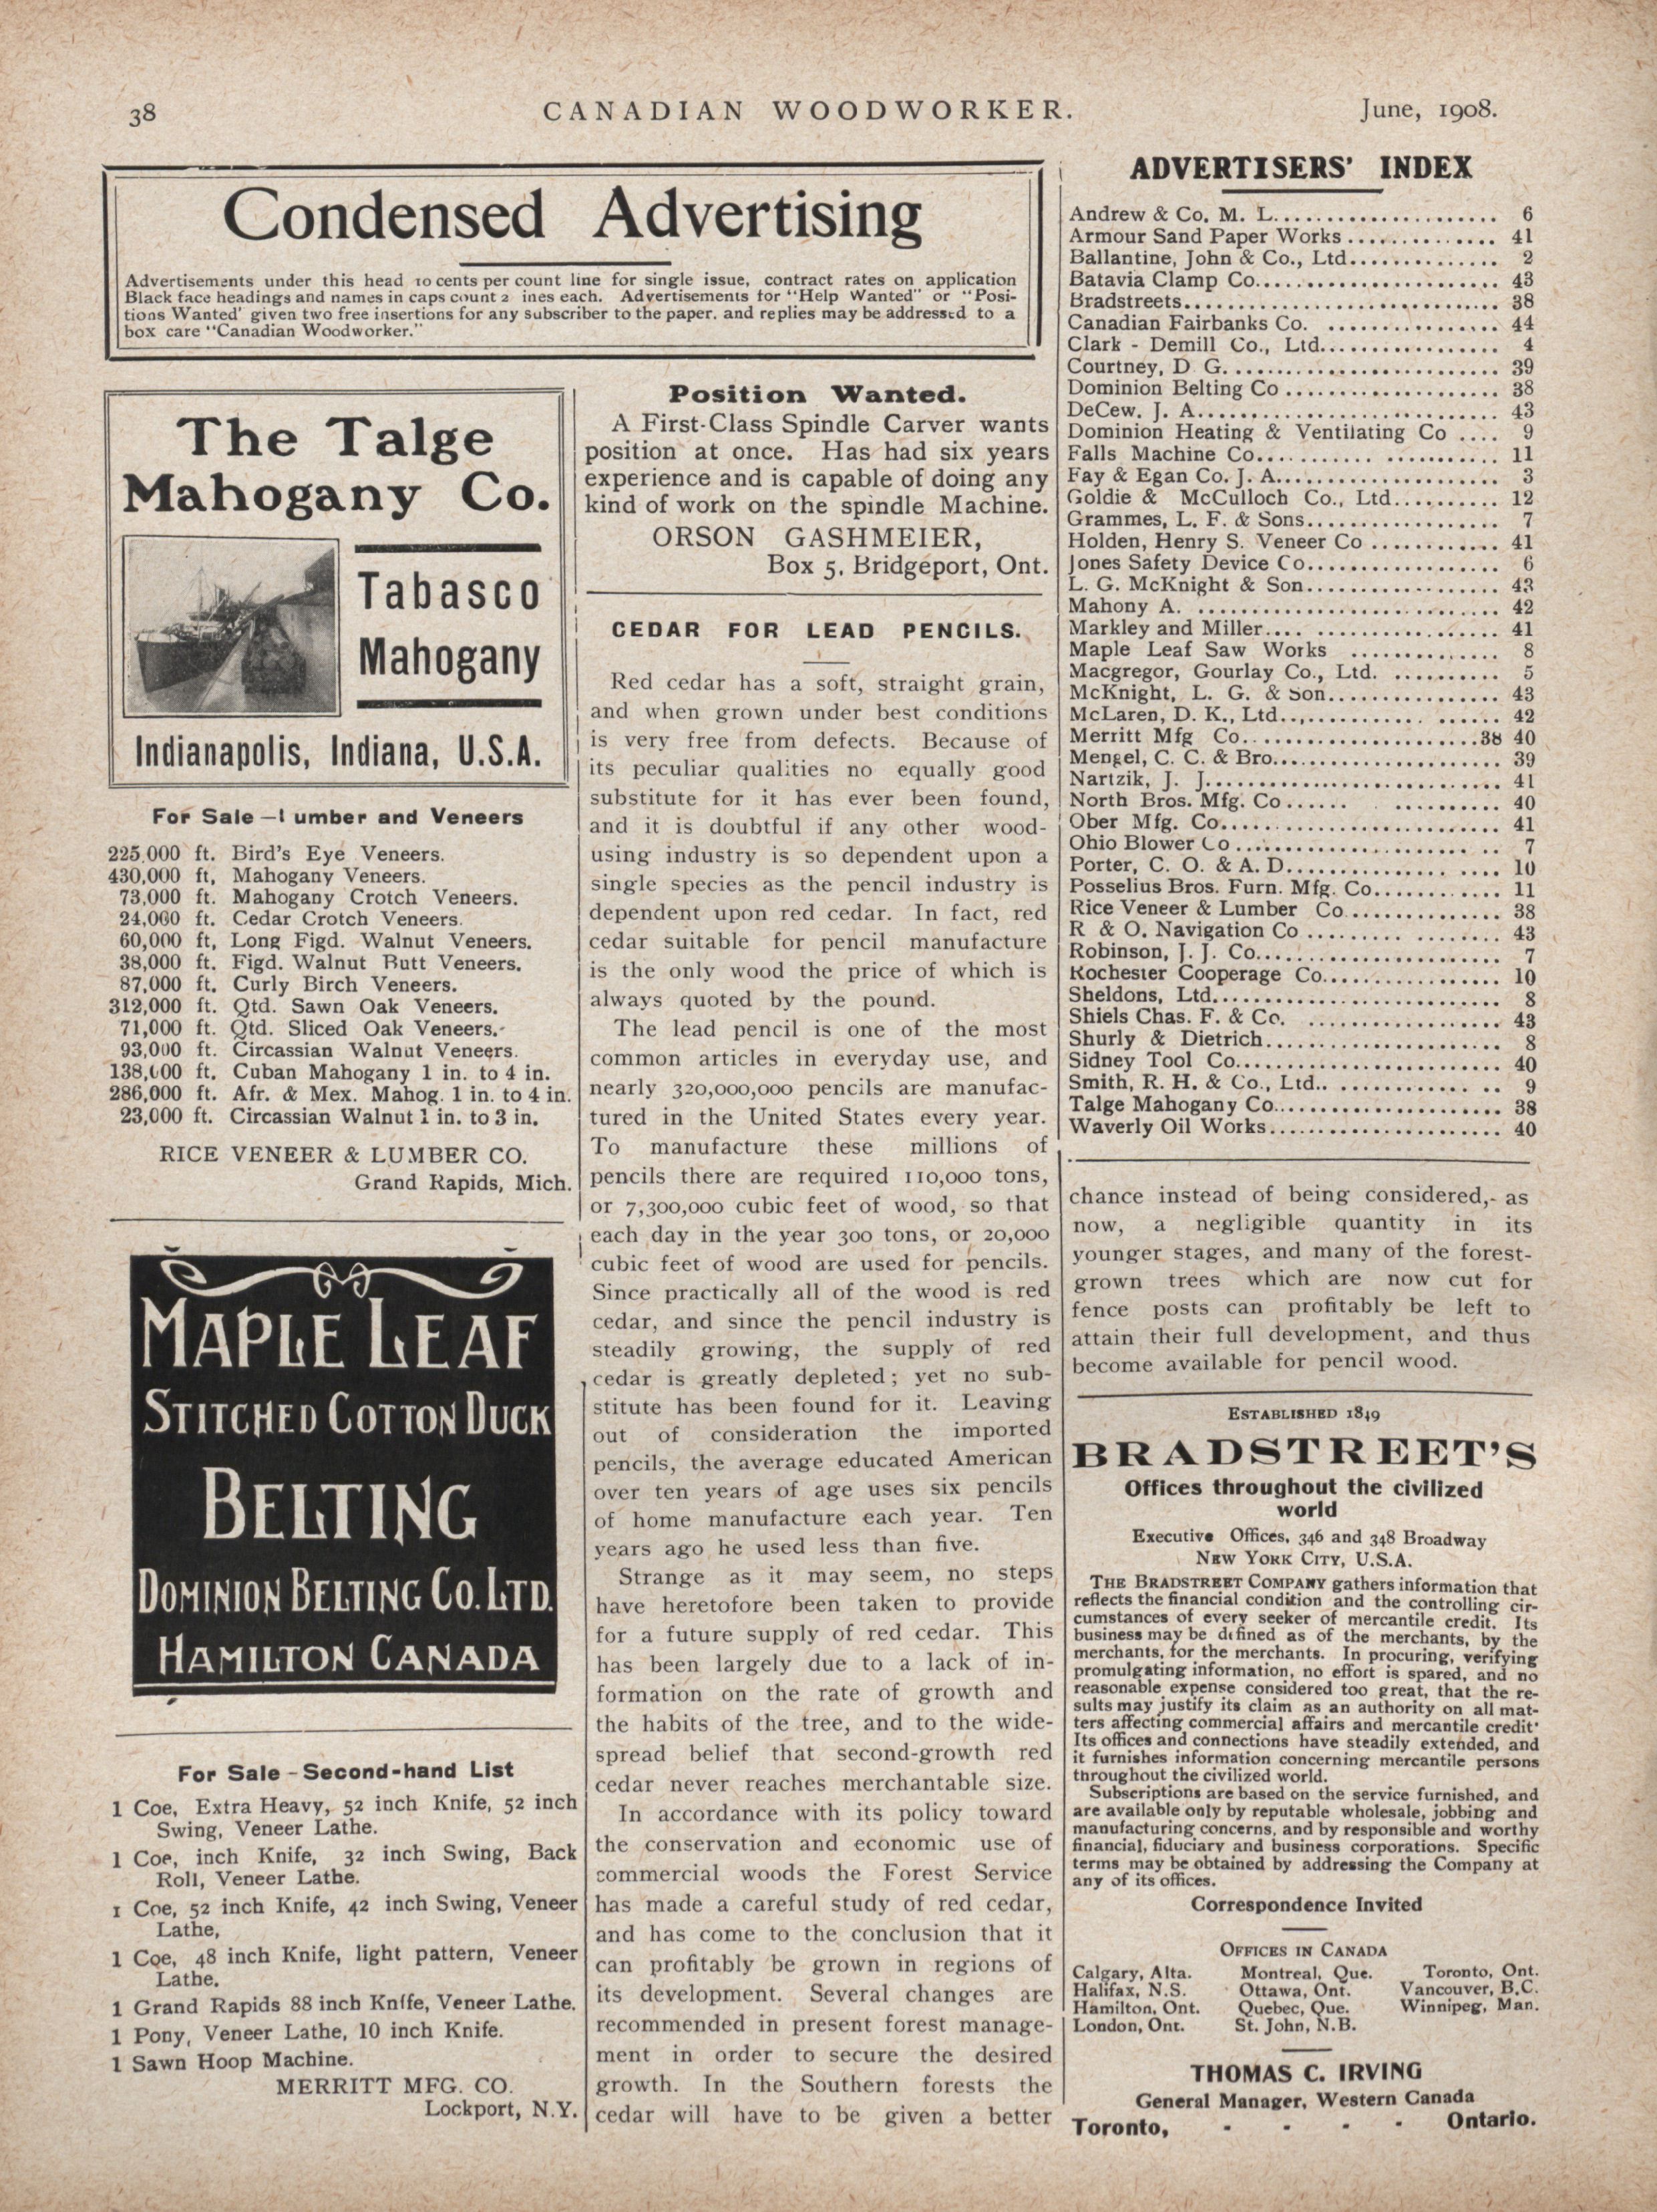 38
CANADIAN WOODWORKER.
June, 1908.
Condensed Advertising
Advertisements under this head 10 cents per count line for single issue, contract rates on application
Black face headings and names in caps count 2 ines each. Advertisements for "Help Wanted" or "Posi-
tions Wanted' given two free insertions for any subscriber to the paper. and replies may be addressed to a
box care "Canadian Woodworker."
The Talge
Mahogany Co.
Tabasco
Mahogany
Indianapolis, Indiana, U.S.A.
For Sale—Lumber and Veneers
225,000 ft. Bird's Eye Veneers.
430,000 ft, Mahogany Veneers.
73,000 ft. Mahogany Crotch Veneers.
24,000 ft. Cedar Crotch Veneers.
60,000 ft, Long Figd. Walnut Veneers.
38,000 ft. Figd. Walnut Butt Veneers.
87,000 ft. Curly Birch Veneers.
312,000 ft. Qtd. Sawn Oak Veneers.
71,000 ft. Qtd. Sliced Oak Veneers.
93,000 ft. Circassian Walnut Veneers.
138,000 ft. Cuban Mahogany 1 in. to 4 in.
286,000 ft. Afr. & Mex. Mahog. 1 in. to 4 in.
23,000 ft. Circassian Walnut 1 in. to 3 in.
RICE VENEER & LUMBER CO.
Grand Rapids, Mich.
MAPLE LEAF
STITCHED COTTON DUCK
BELTING
DOMINION BELTING CO. LTD.
HAMILTON CANADA
For Sale - Second-hand List
1 Coe, Extra Heavy, 52 inch Knife, 52 inch
Swing, Veneer Lathe.
1 Coe, inch Knife, 32 inch Swing, Back
Roll, Veneer Lathe.
1 Coe, 52 inch Knife, 42 inch Swing, Veneer
Lathe,
1 Coe, 48 inch Knife, light pattern, Veneer
Lathe.
1 Grand Rapids 88 inch Knife, Veneer Lathe.
1 Pony, Veneer Lathe, 10 inch Knife.
1 Sawn Hoop Machine.
MERRITT MFG. CO.
Lockport, N.Y.
Position Wanted.
A First-Class Spindle Carver wants
position at once. Has had six years
experience and is capable of doing any
kind of work on the spindle Machine.
ORSON GASHMEIER,
Box 5, Bridgeport, Ont.
CEDAR FOR LEAD PENCILS.
Red cedar has a soft, straight grain,
and when grown under best conditions
is very free from defects. Because of
its peculiar qualities no equally good
substitute for it has ever been found,
and it is doubtful if any other wood-
using industry is so dependent upon a
single species as the pencil industry is
dependent upon red cedar. In fact, red
cedar suitable for pencil manufacture
is the only wood the price of which is
always quoted by the pound.
The lead pencil is one of the most
common articles in everyday use, and
nearly 320,000,000 pencils are manufac-
tured in the United States every year.
To manufacture these millions of
pencils there are required 110,000 tons,
or 7,300,000 cubic feet of wood, so that
each day in the year 300 tons, or 20,000
cubic feet of wood are used for pencils.
Since practically all of the wood is red
cedar, and since the pencil industry is
steadily growing, the supply of red
cedar is greatly depleted; yet no sub-
stitute has been found for it. Leaving
out of consideration the imported
pencils, the average educated American
over ten years of age uses six pencils
of home manufacture each year. Ten
years ago he used less than five.
Strange as it may seem, no steps
have heretofore been taken to provide
for a future supply of red cedar. This
has been largely due to a lack of in-
formation on the rate of growth and
the habits of the tree, and to the wide-
spread belief that second-growth red
cedar never reaches merchantable size.
In accordance with its policy toward
the conservation and economic use of
commercial woods the Forest Service
has made a careful study of red cedar,
and has come to the conclusion that it
can profitably be grown in regions of
its development. Several changes are
recommended in present forest manage-
ment in order to secure the desired
growth. In the Southern forests the
cedar will have to be given a better
ADVERTISERS' INDEX
Andrew & Co. M. L. 6
Armour Sand Paper Works 41
Ballantine, John & Co., Ltd. 2
Batavia Clamp Co. 43
Bradstreets 38
Canadian Fairbanks Co. 44
Clark - Demill Co., Ltd. 4
Courtney, D. G. 39
Dominion Belting Co 38
DeCew, J. A. 43
Dominion Heating & Ventilating Co 9
Falls Machine Co. 11
Fay & Egan Co. J. A. 3
Goldie & McCulloch Co., Ltd. 12
Grammes, L. F. & Sons 7
Holden, Henry S. Veneer Co 41
Jones Safety Device Co. 6
L. G. McKnight & Son 43
Mahony A. 42
Markley and Miller 41
Maple Leaf Saw Works 8
Macgregor, Gourlay Co., Ltd. 5
McKnight, L. G. & Son 43
McLaren, D. K., Ltd. 42
Merritt Mfg Co. 38 40
Mengel, C. C. & Bro. 39
Nartzik, J. J. 41
North Bros. Mfg. Co 40
Ober Mfg. Co. 41
Ohio Blower Co 7
Porter, C. O. & A. D. 10
Posselius Bros. Furn. Mfg. Co. 11
Rice Veneer & Lumber Co. 38
R & O. Navigation Co 43
Robinson, J. J. Co. 7
Rochester Cooperage Co. 10
Sheldons, Ltd. 8
Shiels Chas. F. & Co. 43
Shurly & Dietrich 8
Sidney Tool Co. 40
Smith, R. H. & Co., Ltd. 9
Talge Mahogany Co. 38
Waverly Oil Works 40
chance instead of being considered, as
now, a negligible quantity in its
younger stages, and many of the forest-
grown trees which are now cut for
fence posts can profitably be left to
attain their full development, and thus
become available for pencil wood.
ESTABLISHED 1849
BRADSTREET'S
Offices throughout the civilized
world
Executive Offices, 346 and 348 Broadway
NEW YORK CITY, U.S.A.
THE BRADSTREET COMPANY gathers information that
reflects the financial condition and the controlling cir-
cumstances of every seeker of mercantile credit. Its
business may be defined as of the merchants, by the
merchants, for the merchants. In procuring, verifying
promulgating information, no effort is spared, and no
reasonable expense considered too great, that the re-
sults may justify its claim as an authority on all mat-
ters affecting commercial affairs and mercantile credit'
Its offices and connections have steadily extended, and
it furnishes information concerning mercantile persons
throughout the civilized world.
Subscriptions are based on the service furnished, and
are available only by reputable wholesale, jobbing and
manufacturing concerns, and by responsible and worthy
financial, fiduciary and business corporations. Specific
terms may be obtained by addressing the Company at
any of its offices.
Correspondence Invited
OFFICES IN CANADA
Calgary, Alta. Montreal, Que. Toronto, Ont.
Halifax, N.S. Ottawa, Ont. Vancouver, B.C.
Hamilton, Ont. Quebec, Que. Winnipeg, Man.
London, Ont. St. John, N.B.
THOMAS C. IRVING
General Manager, Western Canada
Toronto, - - - - Ontario.